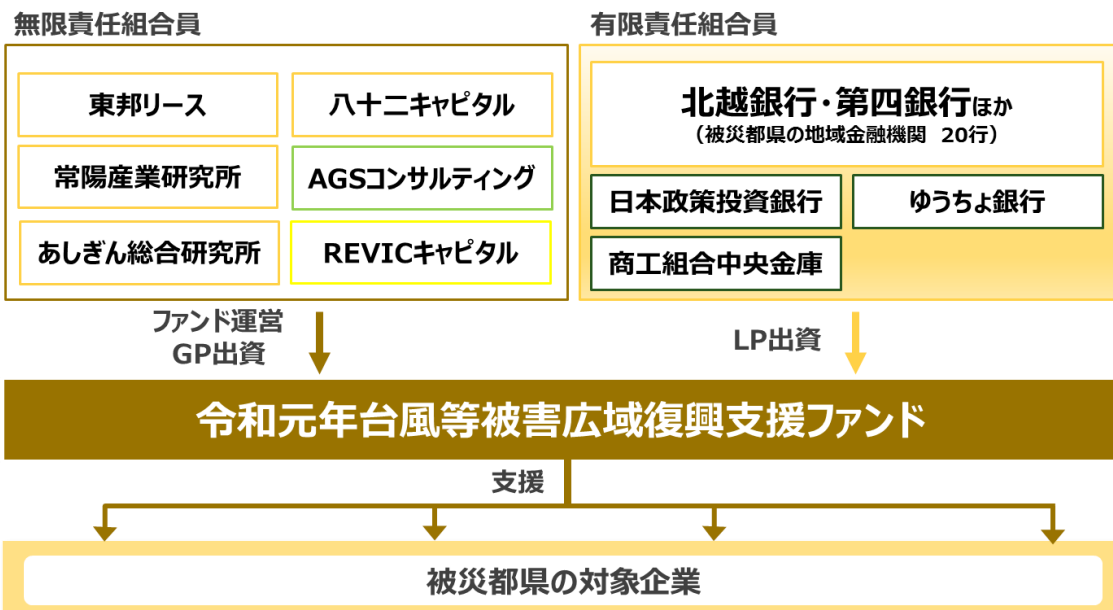 無限責任組合員
東邦リース
八十二キャピタル
常陽産業研究所
AGSコンサルティング
あしぎん総合研究所
REVICキャピタル
有限責任組合員
北越銀行・第四銀行ほか
（被災都県の地域金融機関 20行）
日本政策投資銀行
ゆうちょ銀行
商工組合中央金庫
ファンド運営
GP出資
LP出資
令和元年台風等被害広域復興支援ファンド
支援
被災都県の対象企業